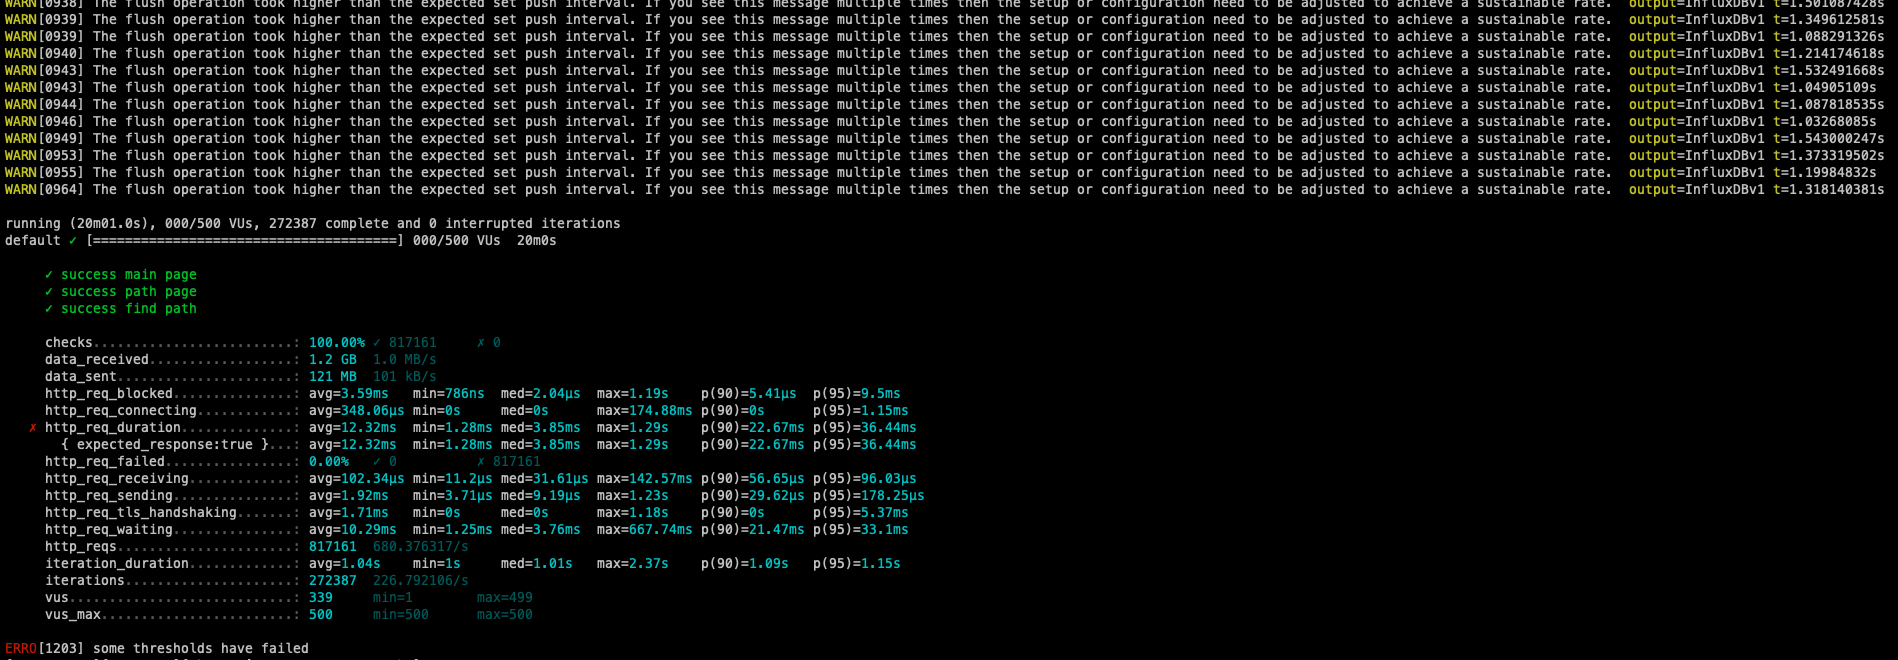 WARN[0938] The flush operation took higher than the expected set push interval. If you see this message multiple times then the setup or configuration need to be adjusted to achieve a sustainable rate.  output=InfluxDBv1 t=1.501087428s
WARN[0939] The flush operation took higher than the expected set push interval. If you see this message multiple times then the setup or configuration need to be adjusted to achieve a sustainable rate.  output=InfluxDBv1 t=1.349612581s
WARN[0939] The flush operation took higher than the expected set push interval. If you see this message multiple times then the setup or configuration need to be adjusted to achieve a sustainable rate.  output=InfluxDBv1 t=1.088291326s
WARN[0940] The flush operation took higher than the expected set push interval. If you see this message multiple times then the setup or configuration need to be adjusted to achieve a sustainable rate.  output=InfluxDBv1 t=1.214174618s
WARN[0943] The flush operation took higher than the expected set push interval. If you see this message multiple times then the setup or configuration need to be adjusted to achieve a sustainable rate.  output=InfluxDBv1 t=1.532491668s
WARN[0943] The flush operation took higher than the expected set push interval. If you see this message multiple times then the setup or configuration need to be adjusted to achieve a sustainable rate.  output=InfluxDBv1 t=1.04905109s
WARN[0944] The flush operation took higher than the expected set push interval. If you see this message multiple times then the setup or configuration need to be adjusted to achieve a sustainable rate.  output=InfluxDBv1 t=1.087818535s
WARN[0946] The flush operation took higher than the expected set push interval. If you see this message multiple times then the setup or configuration need to be adjusted to achieve a sustainable rate.  output=InfluxDBv1 t=1.03268085s
WARN[0949] The flush operation took higher than the expected set push interval. If you see this message multiple times then the setup or configuration need to be adjusted to achieve a sustainable rate.  output=InfluxDBv1 t=1.543000247s
WARN[0953] The flush operation took higher than the expected set push interval. If you see this message multiple times then the setup or configuration need to be adjusted to achieve a sustainable rate.  output=InfluxDBv1 t=1.373319502s
WARN[0955] The flush operation took higher than the expected set push interval. If you see this message multiple times then the setup or configuration need to be adjusted to achieve a sustainable rate.  output=InfluxDBv1 t=1.19984832s
WARN[0964] The flush operation took higher than the expected set push interval. If you see this message multiple times then the setup or configuration need to be adjusted to achieve a sustainable rate.  output=InfluxDBv1 t=1.318140381s
running (20m01.0s), 000/500 VUs, 272387 complete and 0 interrupted iterations
default ✓ [======================================] 000/500 VUs  20m0s
✓ success main page
✓ success path page
✓ success find path
checks.........................: 100.00% ✓ 817161     ✗ 0
data_received..................: 1.2 GB  1.0 MB/s
data_sent......................: 121 MB  101 kB/s
http_req_blocked...............: avg=3.59ms   min=786ns  med=2.04µs  max=1.19s    p(90)=5.41µs  p(95)=9.5ms
http_req_connecting............: avg=348.06µs min=0s     med=0s      max=174.88ms p(90)=0s      p(95)=1.15ms
✗ http_req_duration..............: avg=12.32ms  min=1.28ms med=3.85ms  max=1.29s    p(90)=22.67ms p(95)=36.44ms
{ expected_response:true }...: avg=12.32ms  min=1.28ms med=3.85ms  max=1.29s    p(90)=22.67ms p(95)=36.44ms
http_req_failed................: 0.00%   ✓ 0          ✗ 817161
http_req_receiving.............: avg=102.34µs min=11.2µs med=31.61µs max=142.57ms p(90)=56.65µs p(95)=96.03µs
http_req_sending...............: avg=1.92ms   min=3.71µs med=9.19µs  max=1.23s    p(90)=29.62µs p(95)=178.25µs
http_req_tls_handshaking.......: avg=1.71ms   min=0s     med=0s      max=1.18s    p(90)=0s      p(95)=5.37ms
http_req_waiting...............: avg=10.29ms  min=1.25ms med=3.76ms  max=667.74ms p(90)=21.47ms p(95)=33.1ms
http_reqs......................: 817161  680.376317/s
iteration_duration.............: avg=1.04s    min=1s     med=1.01s   max=2.37s    p(90)=1.09s   p(95)=1.15s
iterations.....................: 272387  226.792106/s
vus............................: 339     min=1        max=499
vus_max........................: 500     min=500      max=500
ERRO[1203] some thresholds have failed